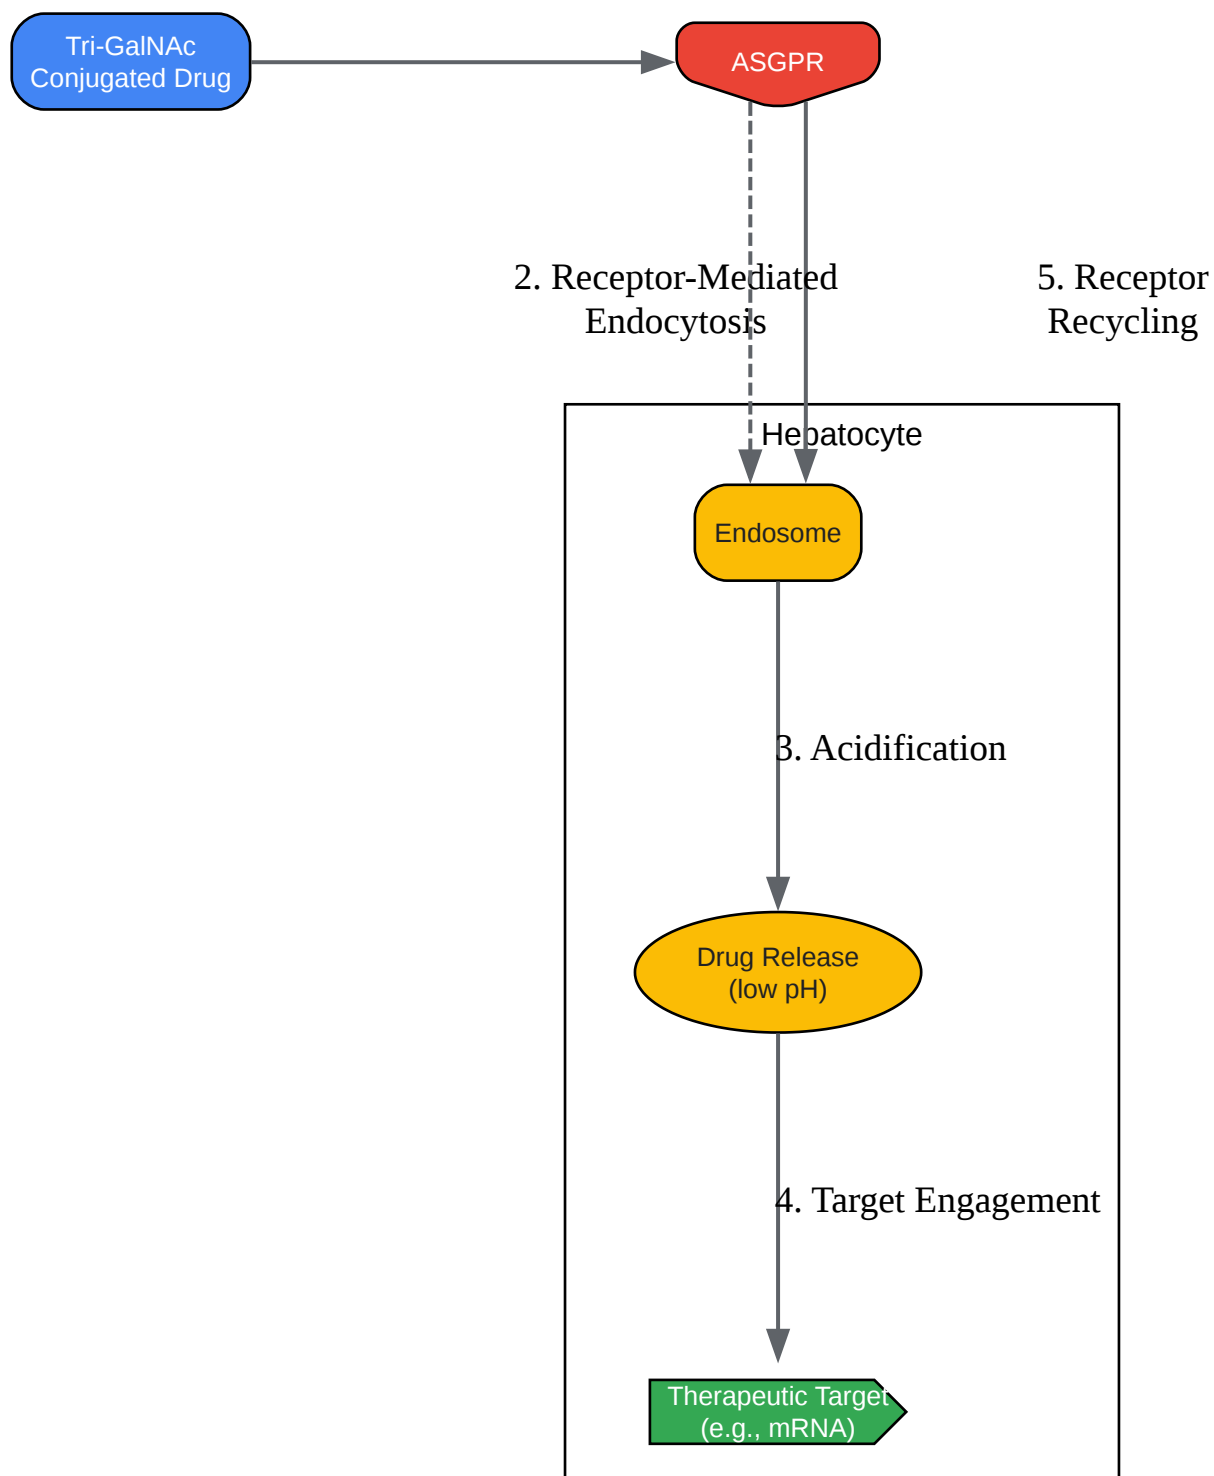 Tri-GalNAc
Conjugated Drug
ASGPR
2. Receptor-Mediated
Endocytosis
5. Receptor
Recycling
Hepatocyte
Endosome
3. Acidification
Drug Release
(low pH)
4. Target Engagement
Therapeutic Target
(e.g., mRNA)